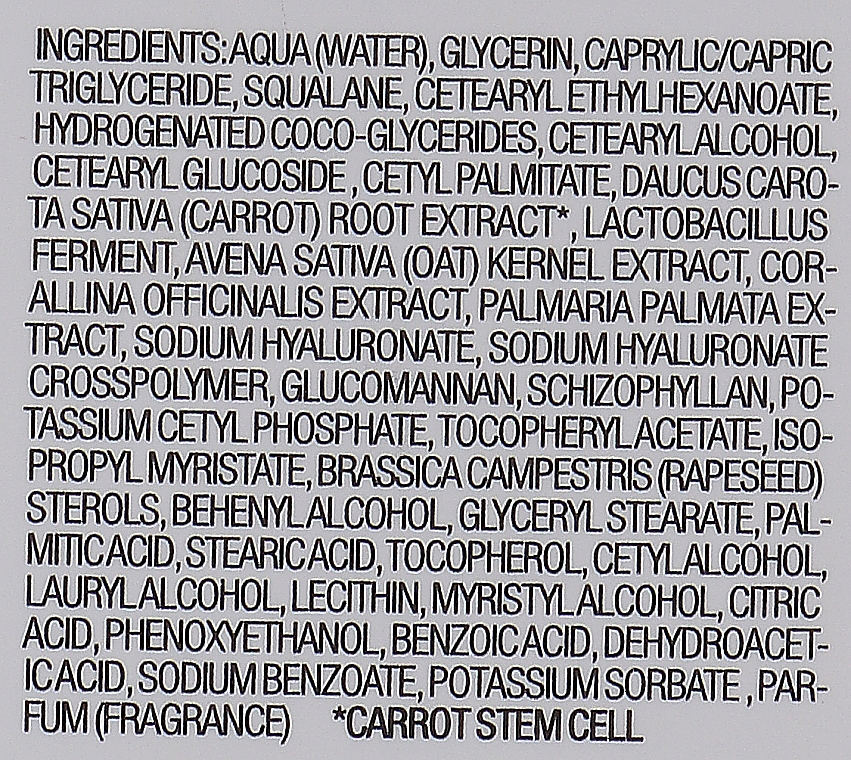 INGREDIENTS: AQUA (WATER), GLYCERIN, CAPRYLIC/CAPRIC
TRIGLYCERIDE, SQUALANE, CETEARYL ETHYLHEXANOATE,
HYDROGENATED COCO-GLYCERIDES, CETEARYL ALCOHOL,
CETEARYL GLUCOSIDE , CETYL PALMITATE, DAUCUS CARO-
TA SATIVA (CARROT) ROOT EXTRACT*, LACTOBACILLUS
FERMENT, AVENA SATIVA (OAT) KERNEL EXTRACT, COR-
ALLINA OFFICINALIS EXTRACT, PALMARIA PALMATA EX-
TRACT, SODIUM HYALURONATE, SODIUM HYALURONATE
CROSSPOLYMER, GLUCOMANNAN, SCHIZOPHYLLAN, PO-
TASSIUM CETYL PHOSPHATE, TOCOPHERYL ACETATE, ISO-
PROPYL MYRISTATE, BRASSICA CAMPESTRIS (RAPESEED)
STEROLS, BEHENYL ALCOHOL, GLYCERYL STEARATE, PAL-
MITIC ACID, STEARIC ACID, TOCOPHEROL, CETYL ALCOHOL,
LAURYL ALCOHOL, LECITHIN, MYRISTYL ALCOHOL, CITRIC
ACID, PHENOXYETHANOL, BENZOIC ACID, DEHYDROACET-
IC ACID, SODIUM BENZOATE, POTASSIUM SORBATE , PAR-
FUM (FRAGRANCE) *CARROT STEM CELL